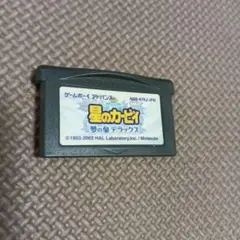 ゲームボーイアドバンス
星のカービィ
夢の泉デラックス
©1993-2002 HAL Laboratory, Inc. / Nintendo